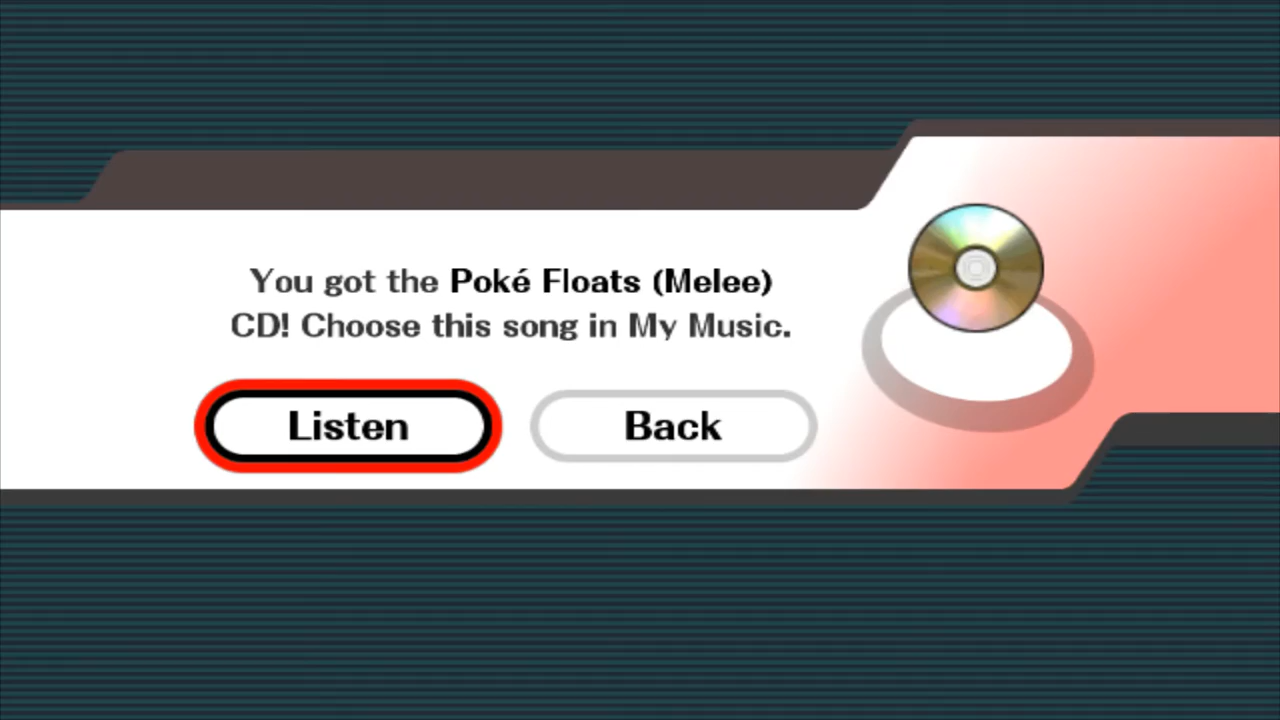 You got the Poké Floats (Melee)
CD! Choose this song in My Music.
Listen
Back